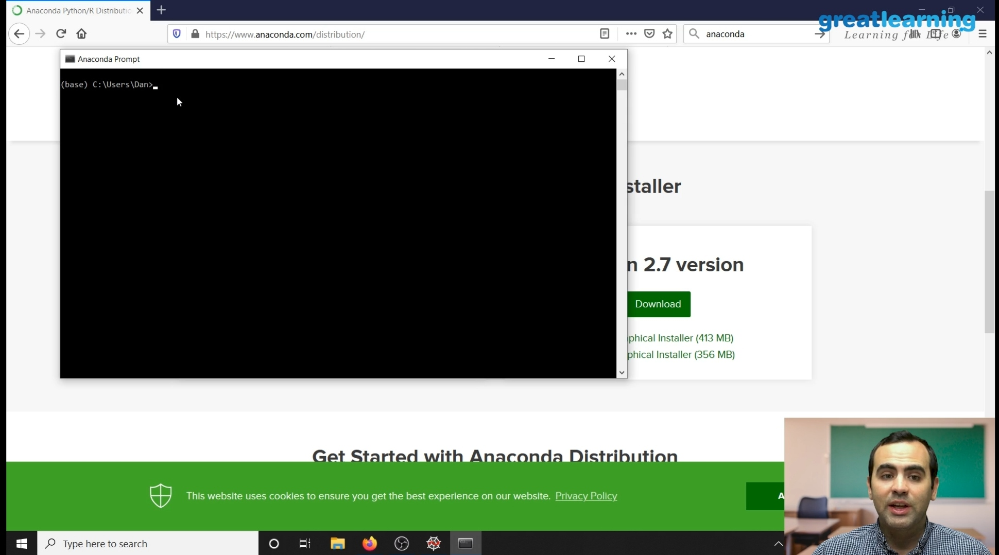 Anaconda Python/R Distributio
greatlearning
Learning for Life
https://www.anaconda.com/distribution/
anaconda
Anaconda Prompt
(base) C:\Users\Dan>
staller
n 2.7 version
Download
phical Installer (413 MB)
phical Installer (356 MB)
Get Started with Anaconda Distribution
This website uses cookies to ensure you get the best experience on our website. Privacy Policy
A
Type here to search